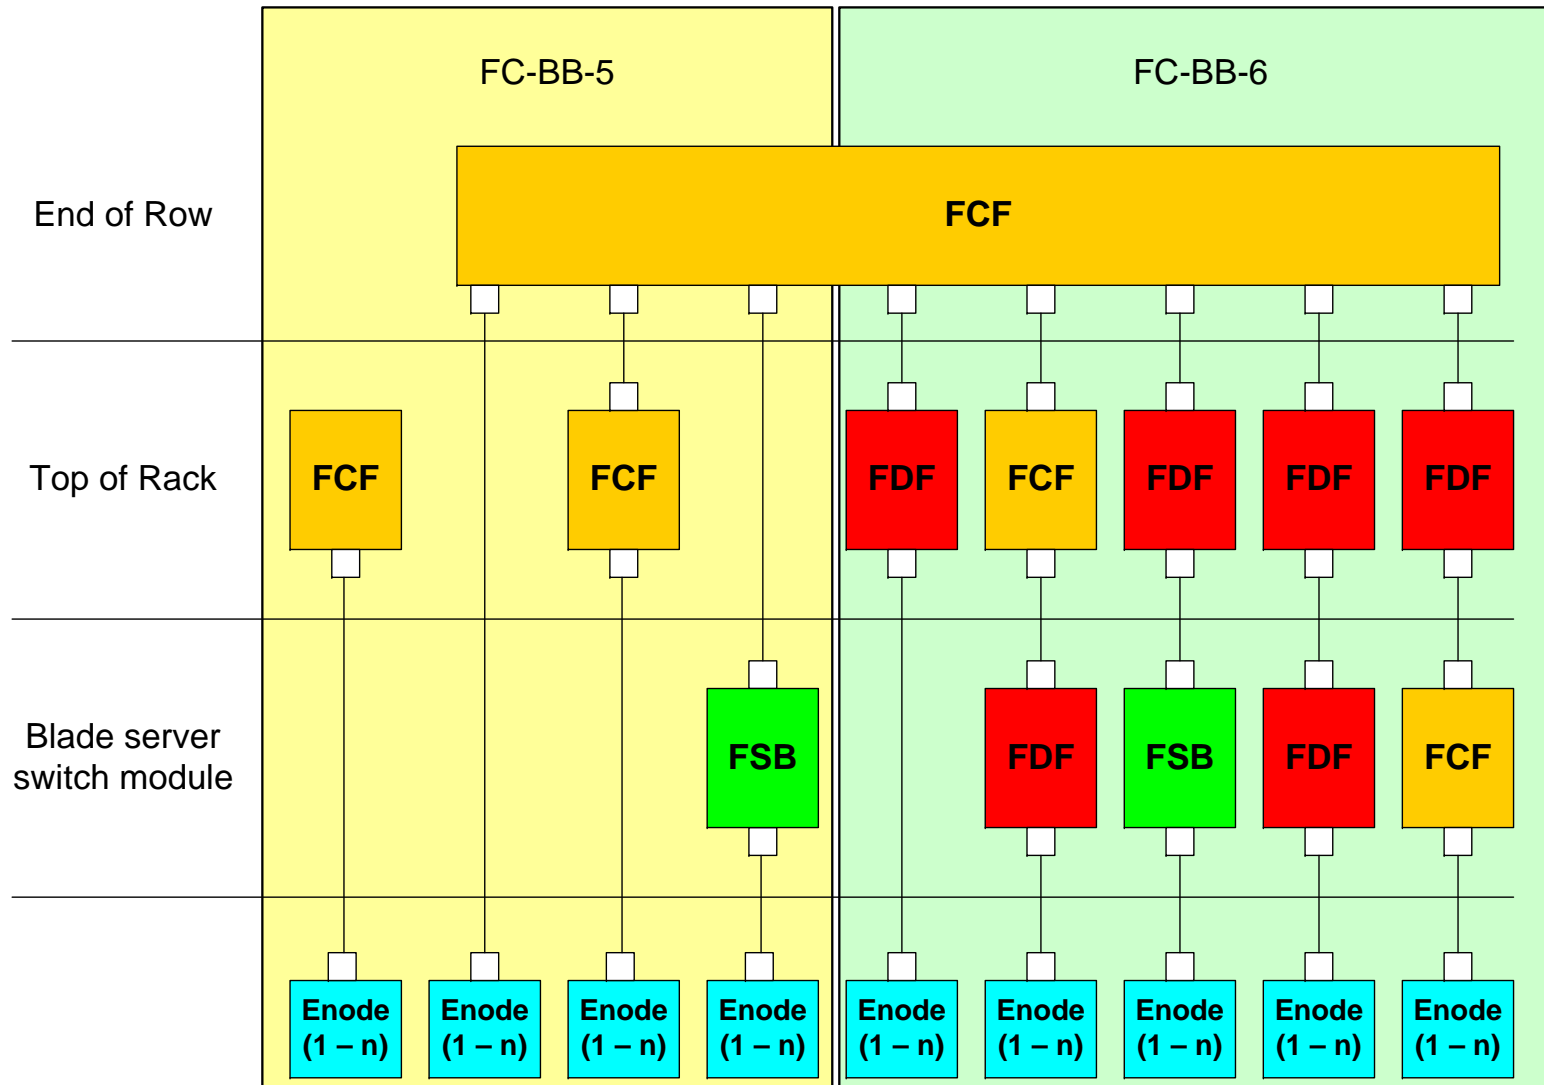 FC-BB-5
FC-BB-6
End of Row
FCF
Top of Rack
FCF
FCF
FDF
FCF
FDF
FDF
FDF
Blade server
switch module
FSB
FDF
FSB
FDF
FCF
Enode
(1 – n)
Enode
(1 – n)
Enode
(1 – n)
Enode
(1 – n)
Enode
(1 – n)
Enode
(1 – n)
Enode
(1 – n)
Enode
(1 – n)
Enode
(1 – n)